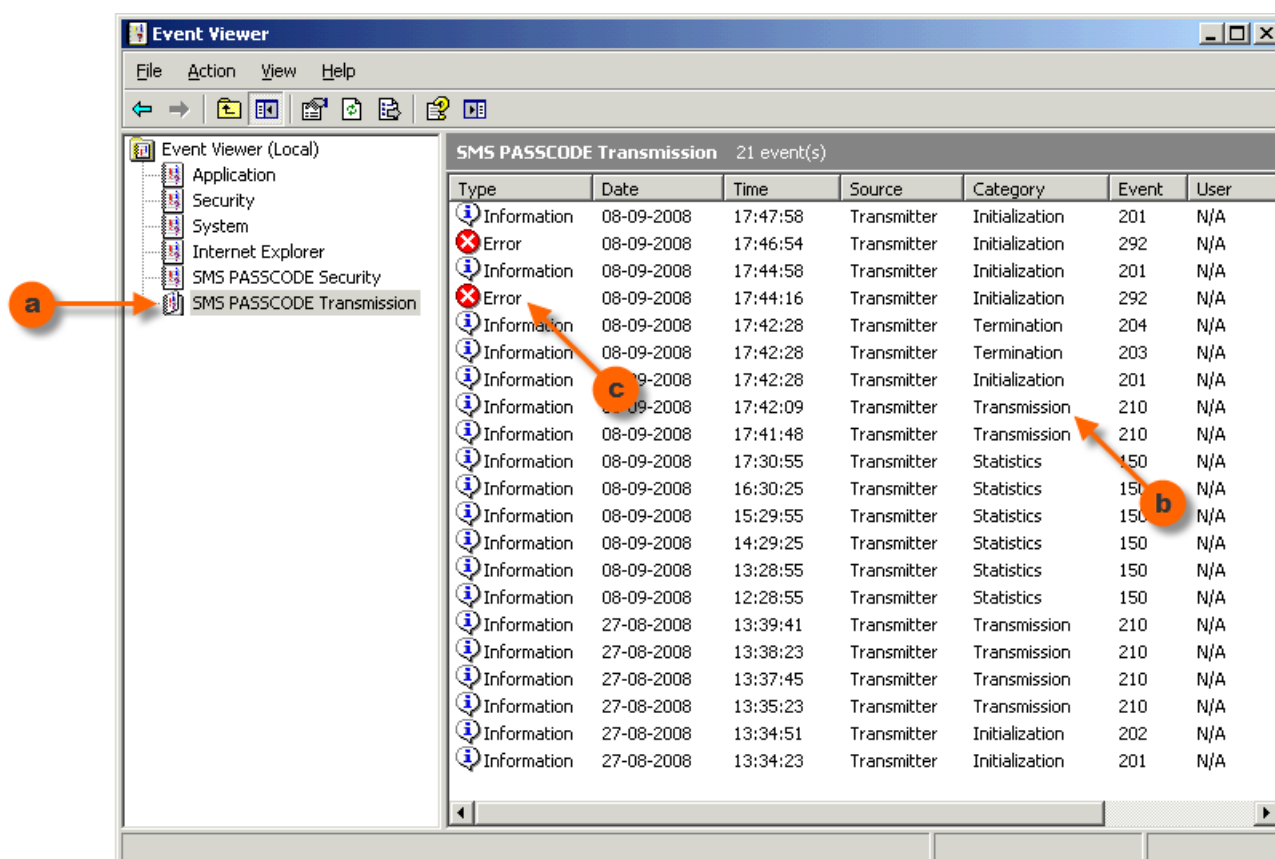 Event Viewer
File Action View Help
Event Viewer (Local)
Application
Security
System
Internet Explorer
SMS PASSCODE Security
SMS PASSCODE Transmission
a
SMS PASSCODE Transmission 21 event(s)
Type Date Time Source Category Event User
Information 08-09-2008 17:47:58 Transmitter Initialization 201 N/A
Error 08-09-2008 17:46:54 Transmitter Initialization 292 N/A
Information 08-09-2008 17:44:58 Transmitter Initialization 201 N/A
Error 08-09-2008 17:44:16 Transmitter Initialization 292 N/A
Information 08-09-2008 17:42:28 Transmitter Termination 204 N/A
Information 08-09-2008 17:42:28 Transmitter Termination 203 N/A
Information 9-2008 17:42:28 Transmitter Initialization 201 N/A
c
Information 09-2008 17:42:09 Transmitter Transmission 210 N/A
Information 08-09-2008 17:41:48 Transmitter Transmission 210 N/A
Information 08-09-2008 17:30:55 Transmitter Statistics 150 N/A
Information 08-09-2008 16:30:25 Transmitter Statistics 150 N/A
b
Information 08-09-2008 15:29:55 Transmitter Statistics 150 N/A
Information 08-09-2008 14:29:25 Transmitter Statistics 150 N/A
Information 08-09-2008 13:28:55 Transmitter Statistics 150 N/A
Information 08-09-2008 12:28:55 Transmitter Statistics 150 N/A
Information 27-08-2008 13:39:41 Transmitter Transmission 210 N/A
Information 27-08-2008 13:38:23 Transmitter Transmission 210 N/A
Information 27-08-2008 13:37:45 Transmitter Transmission 210 N/A
Information 27-08-2008 13:35:23 Transmitter Transmission 210 N/A
Information 27-08-2008 13:34:51 Transmitter Initialization 202 N/A
Information 27-08-2008 13:34:23 Transmitter Initialization 201 N/A